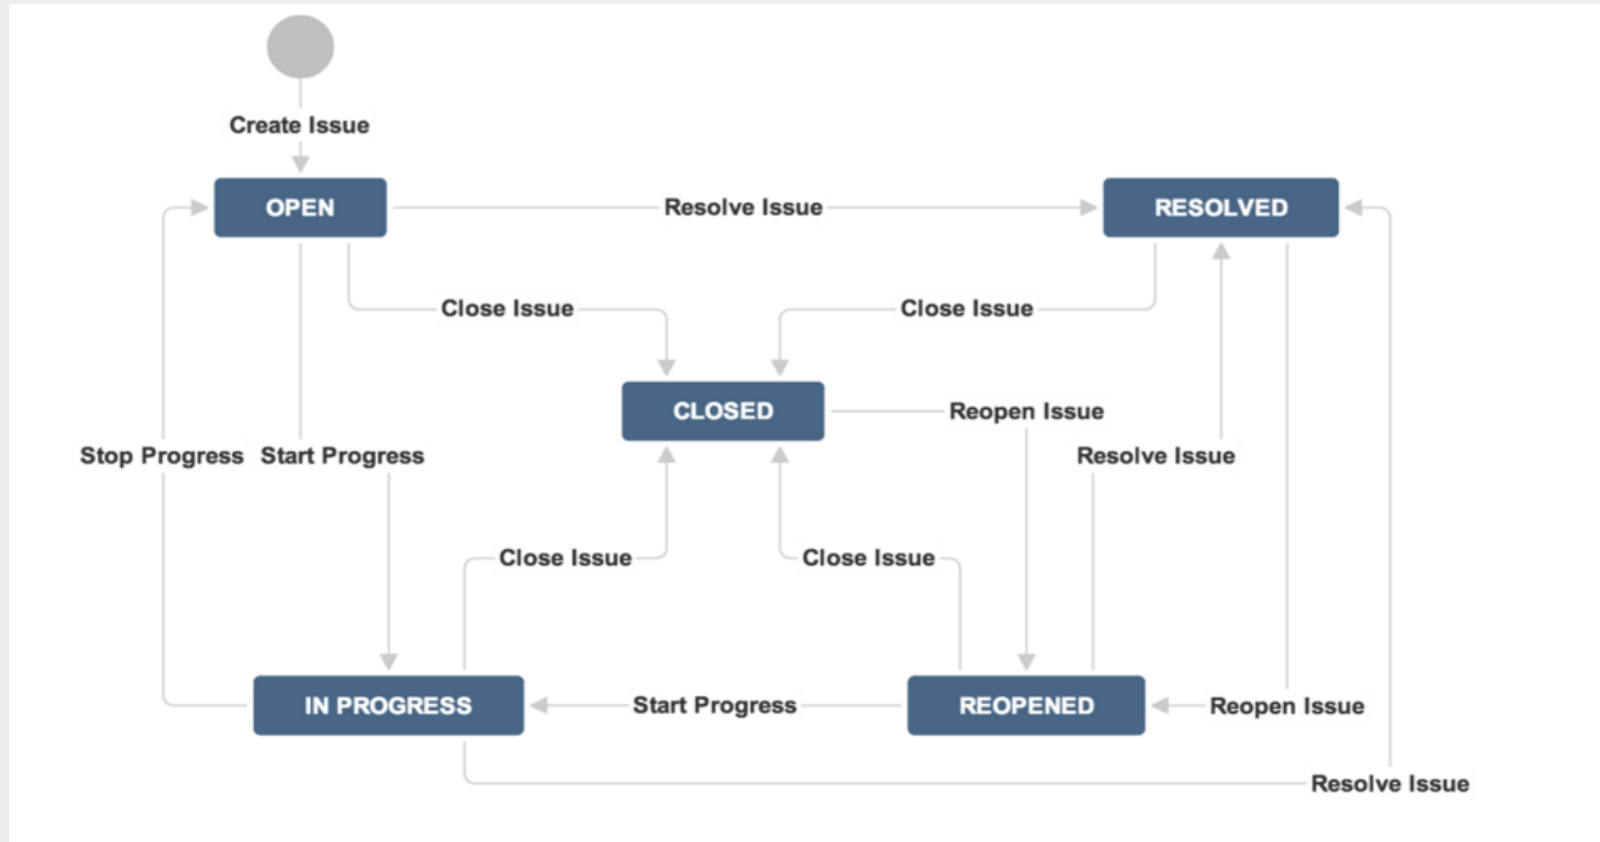 Create Issue
OPEN
Resolve Issue
RESOLVED
Close Issue
Close Issue
CLOSED
Reopen Issue
Stop Progress
Start Progress
Resolve Issue
Close Issue
Close Issue
IN PROGRESS
Start Progress
REOPENED
Reopen Issue
Resolve Issue